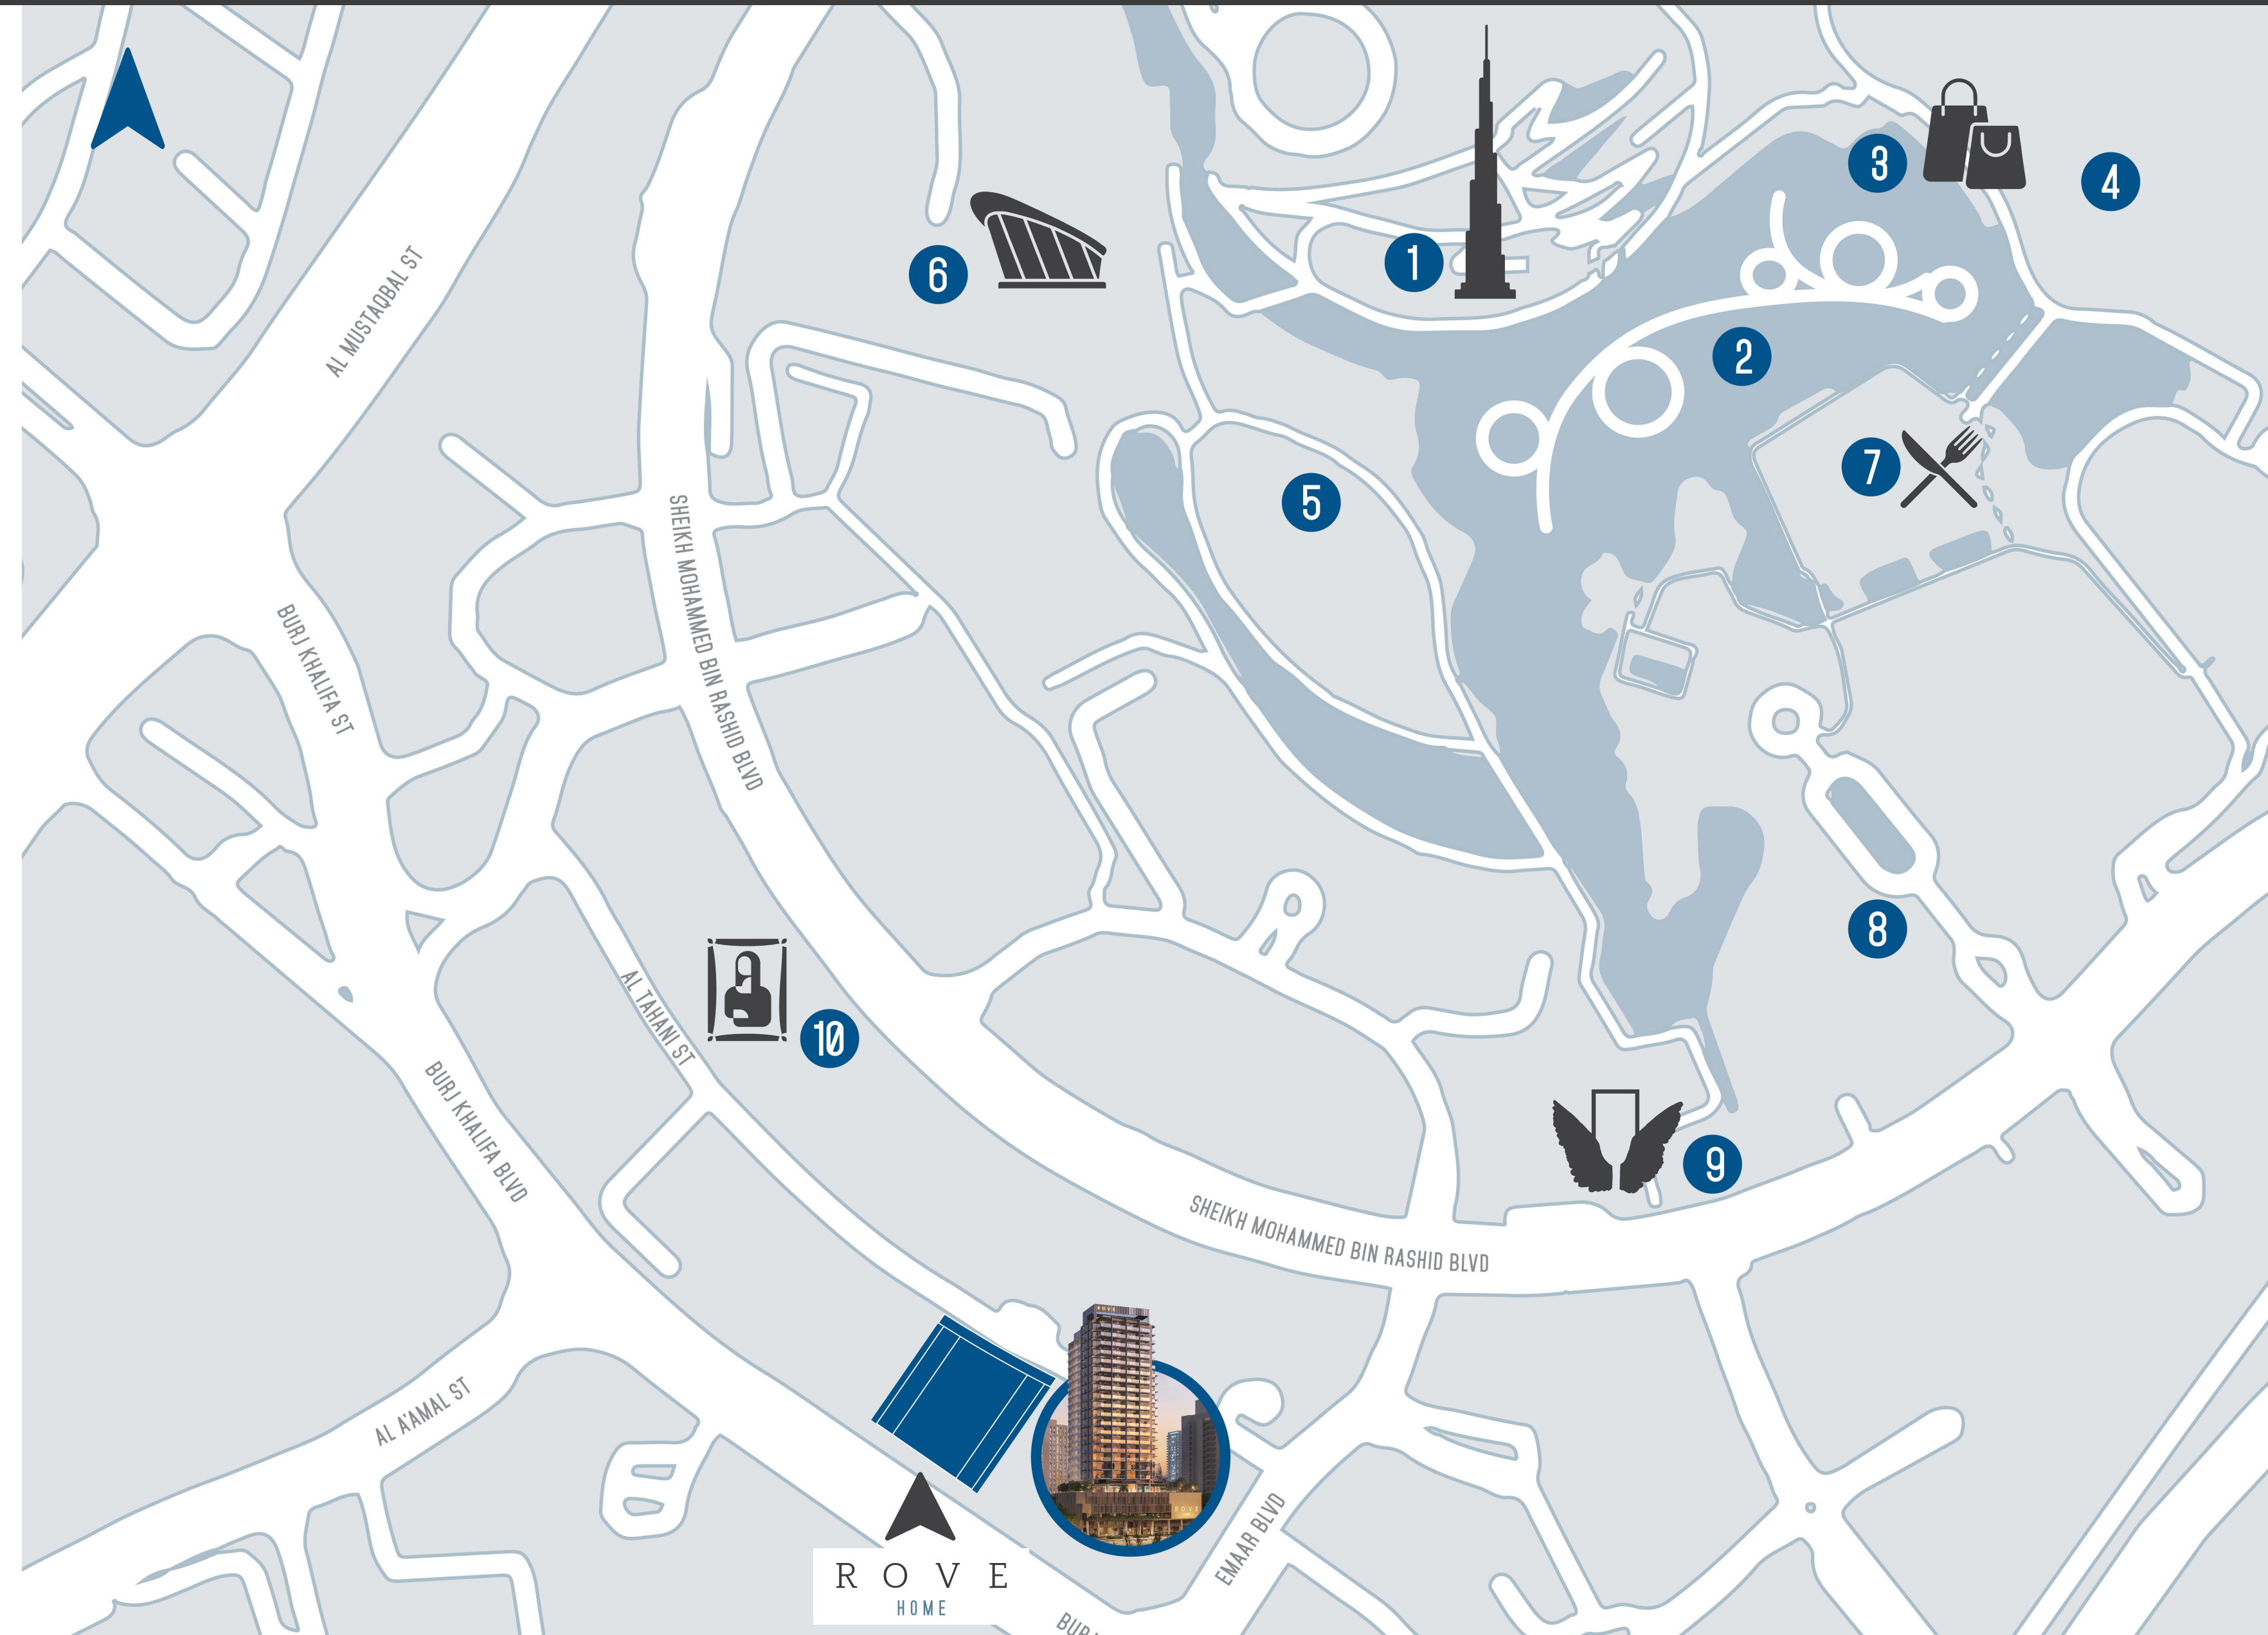 3
4
AL MUSTAQBAL ST
6
1
2
7
5
SHEIKH MOHAMMED BIN RASHID BLVD
BURJ KHALIFA ST
8
AL TAHANI ST
10
BURJ KHALIFA BLVD
9
SHEIKH MOHAMMED BIN RASHID BLVD
AL A'AMAL ST
ROVE
EMAAR BLVD
ROVE
HOME